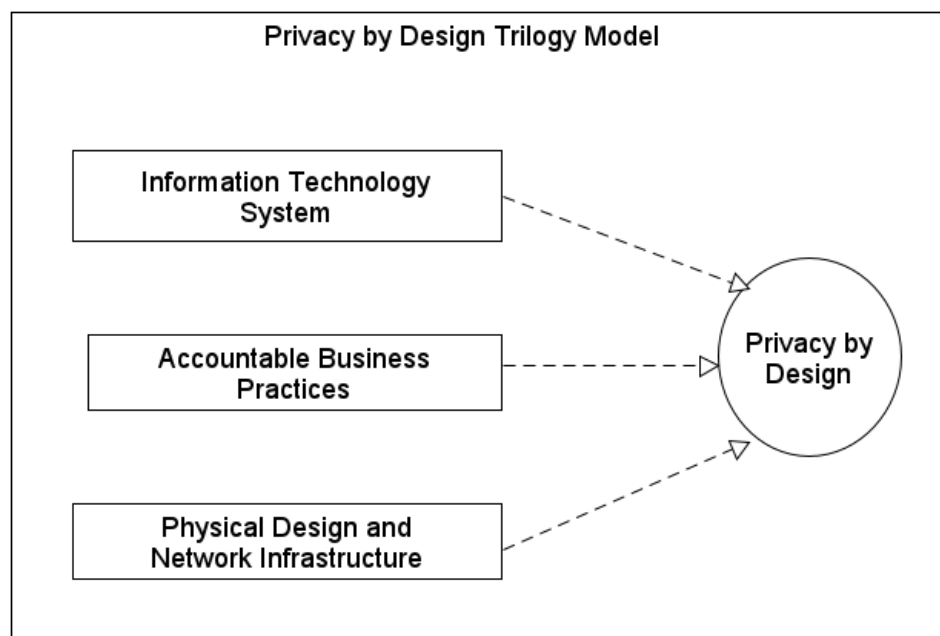 Privacy by Design Trilogy Model
Information Technology
System
Accountable Business
Practices
Privacy by
Design
Physical Design and
Network Infrastructure